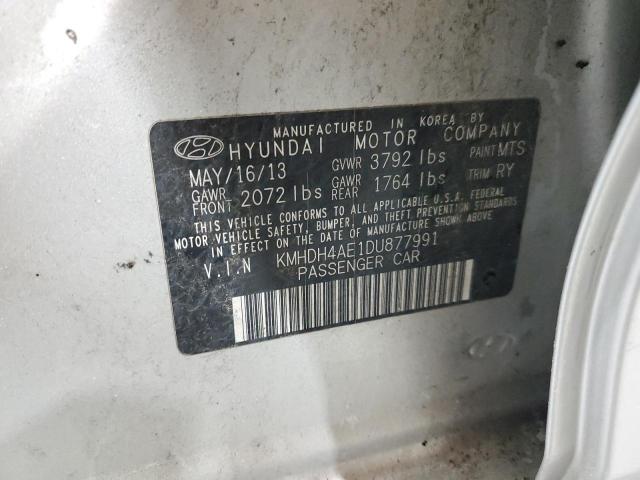 MANUFACTURED IN KOREA BY
HYUNDAI MOTOR COMPANY
MAY/16/13 GVWR 3792 lbs PAINT MTS
GAWR FRONT 2072 lbs GAWR REAR 1764 lbs TRIM RY
THIS VEHICLE CONFORMS TO ALL APPLICABLE U.S.A. FEDERAL
MOTOR VEHICLE SAFETY, BUMPER, AND THEFT PREVENTION STANDARDS
IN EFFECT ON THE DATE OF MANUFACTURE SHOWN ABOVE.
V.I.N KMHDH4AE1DU877991
PASSENGER CAR